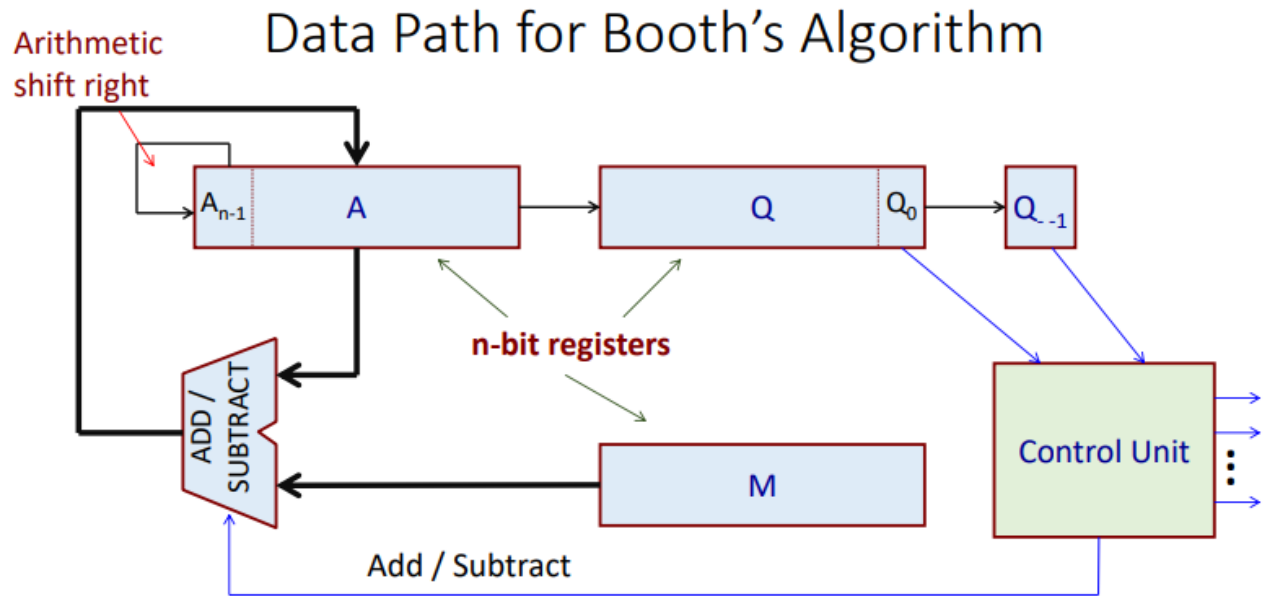 Data Path for Booth’s Algorithm
Arithmetic
shift right
An-1
A
Q
Q0
Q- -1
n-bit registers
ADD /
SUBTRACT
M
Control Unit
Add / Subtract